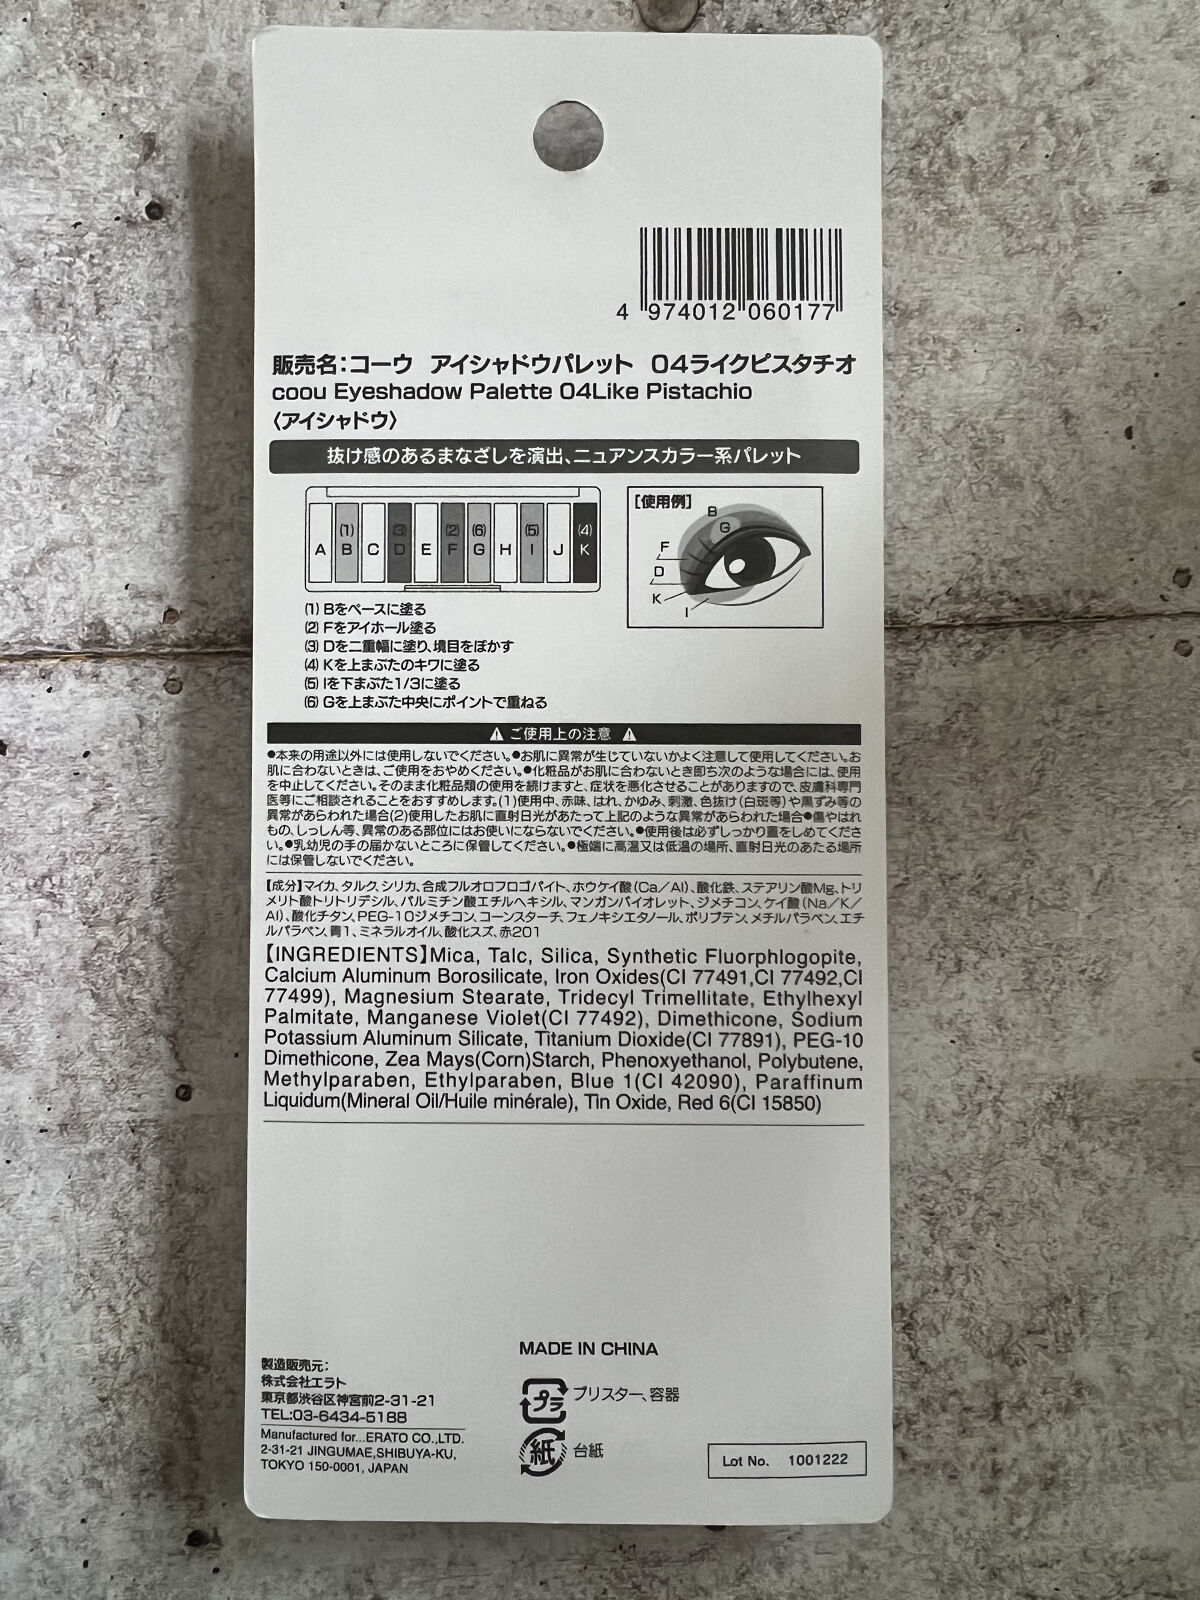 4 974012 060177
販売名：コーウ アイシャドウパレット 04ライクピスタチオ
coou Eyeshadow Palette 04Like Pistachio
〈アイシャドウ〉
抜け感のあるまなざしを演出、ニュアンスカラー系パレット
(1) (3) (2) (6) (5) (4)
A B C D E F G H I J K
[使用例]
B
G
F
D
K
I
(1) Bをベースに塗る
(2) Fをアイホール塗る
(3) Dを二重幅に塗り、境目をぼかす
(4) Kを上まぶたのキワに塗る
(5) Iを下まぶた1/3に塗る
(6) Gを上まぶた中央にポイントで重ねる
⚠ ご使用上の注意 ⚠
●本来の用途以外には使用しないでください。●お肌に異常が生じていないかよく注意して使用してください。お
肌に合わないときは、ご使用をおやめください。●化粧品がお肌に合わないとき即ち次のような場合には、使用
を中止してください。そのまま化粧品類の使用を続けますと、症状を悪化させることがありますので、皮膚科専門
医等にご相談されることをおすすめします。(1)使用中、赤味、はれ、かゆみ、刺激、色抜け(白斑等)や黒ずみ等の
異常があらわれた場合(2)使用したお肌に直射日光があたって上記のような異常があらわれた場合●傷やはれ
もの、しっしん等、異常のある部位にはお使いにならないでください。●使用後は必ずしっかり蓋をしめてくださ
い。●乳幼児の手の届かないところに保管してください。●極端に高温又は低温の場所、直射日光のあたる場所
には保管しないでください。
【成分】マイカ、タルク、シリカ、合成フルオロフロゴパイト、ホウケイ酸(Ca/Al)、酸化鉄、ステアリン酸Mg、トリ
メリト酸トリトリデシル、パルミチン酸エチルヘキシル、マンガンバイオレット、ジメチコン、ケイ酸(Na/K/
Al)、酸化チタン、PEG-10ジメチコン、コーンスターチ、フェノキシエタノール、ポリブテン、メチルパラベン、エチ
ルパラベン、青1、ミネラルオイル、酸化スズ、赤201
【INGREDIENTS】Mica, Talc, Silica, Synthetic Fluorphlogopite,
Calcium Aluminum Borosilicate, Iron Oxides(CI 77491,CI 77492,CI
77499), Magnesium Stearate, Tridecyl Trimellitate, Ethylhexyl
Palmitate, Manganese Violet(CI 77492), Dimethicone, Sodium
Potassium Aluminum Silicate, Titanium Dioxide(CI 77891), PEG-10
Dimethicone, Zea Mays(Corn)Starch, Phenoxyethanol, Polybutene,
Methylparaben, Ethylparaben, Blue 1(CI 42090), Paraffinum
Liquidum(Mineral Oil/Huile minérale), Tin Oxide, Red 6(CI 15850)
MADE IN CHINA
製造販売元：
株式会社エラト
東京都渋谷区神宮前2-31-21
TEL:03-6434-5188
Manufactured for...ERATO CO.,LTD.
2-31-21 JINGUMAE,SHIBUYA-KU,
TOKYO 150-0001, JAPAN
プラ ブリスター、容器
紙 台紙
Lot No. 1001222